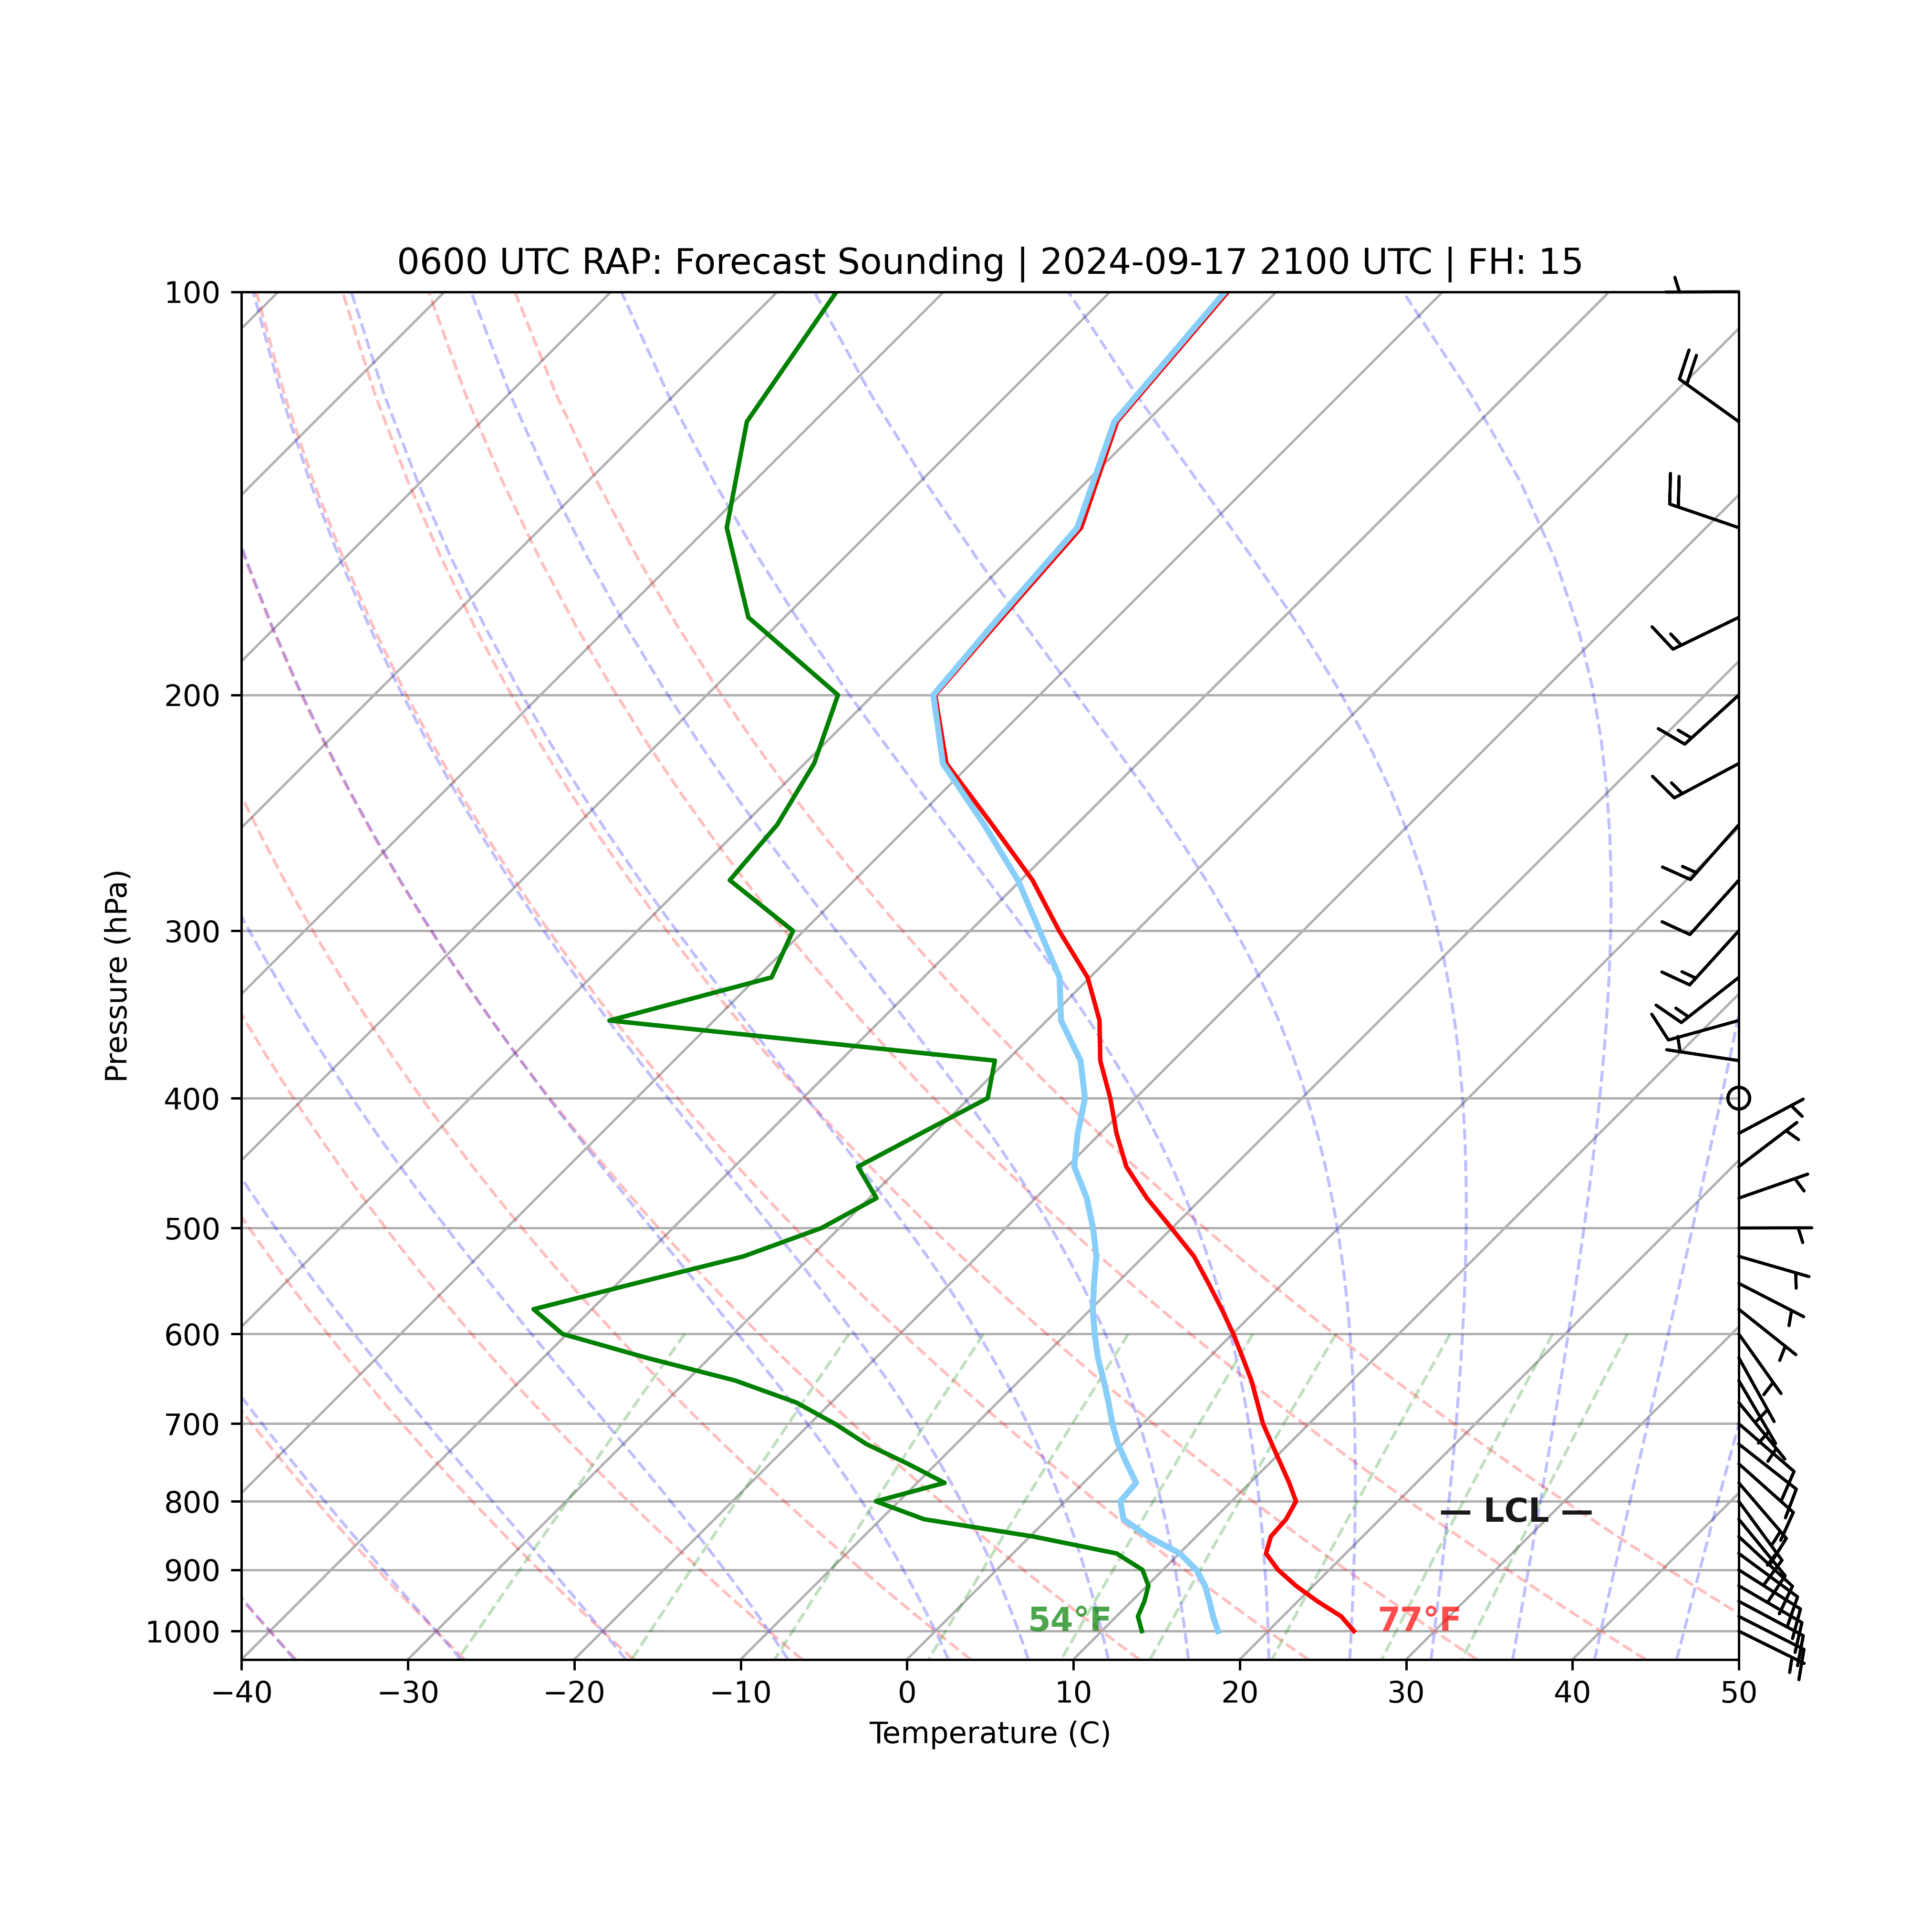 0600 UTC RAP: Forecast Sounding | 2024-09-17 2100 UTC | FH: 15
100
200
300
400
500
600
700
800
900
1000
Pressure (hPa)
— LCL —
54°F
77°F
−40 −30 −20 −10 0 10 20 30 40 50
Temperature (C)